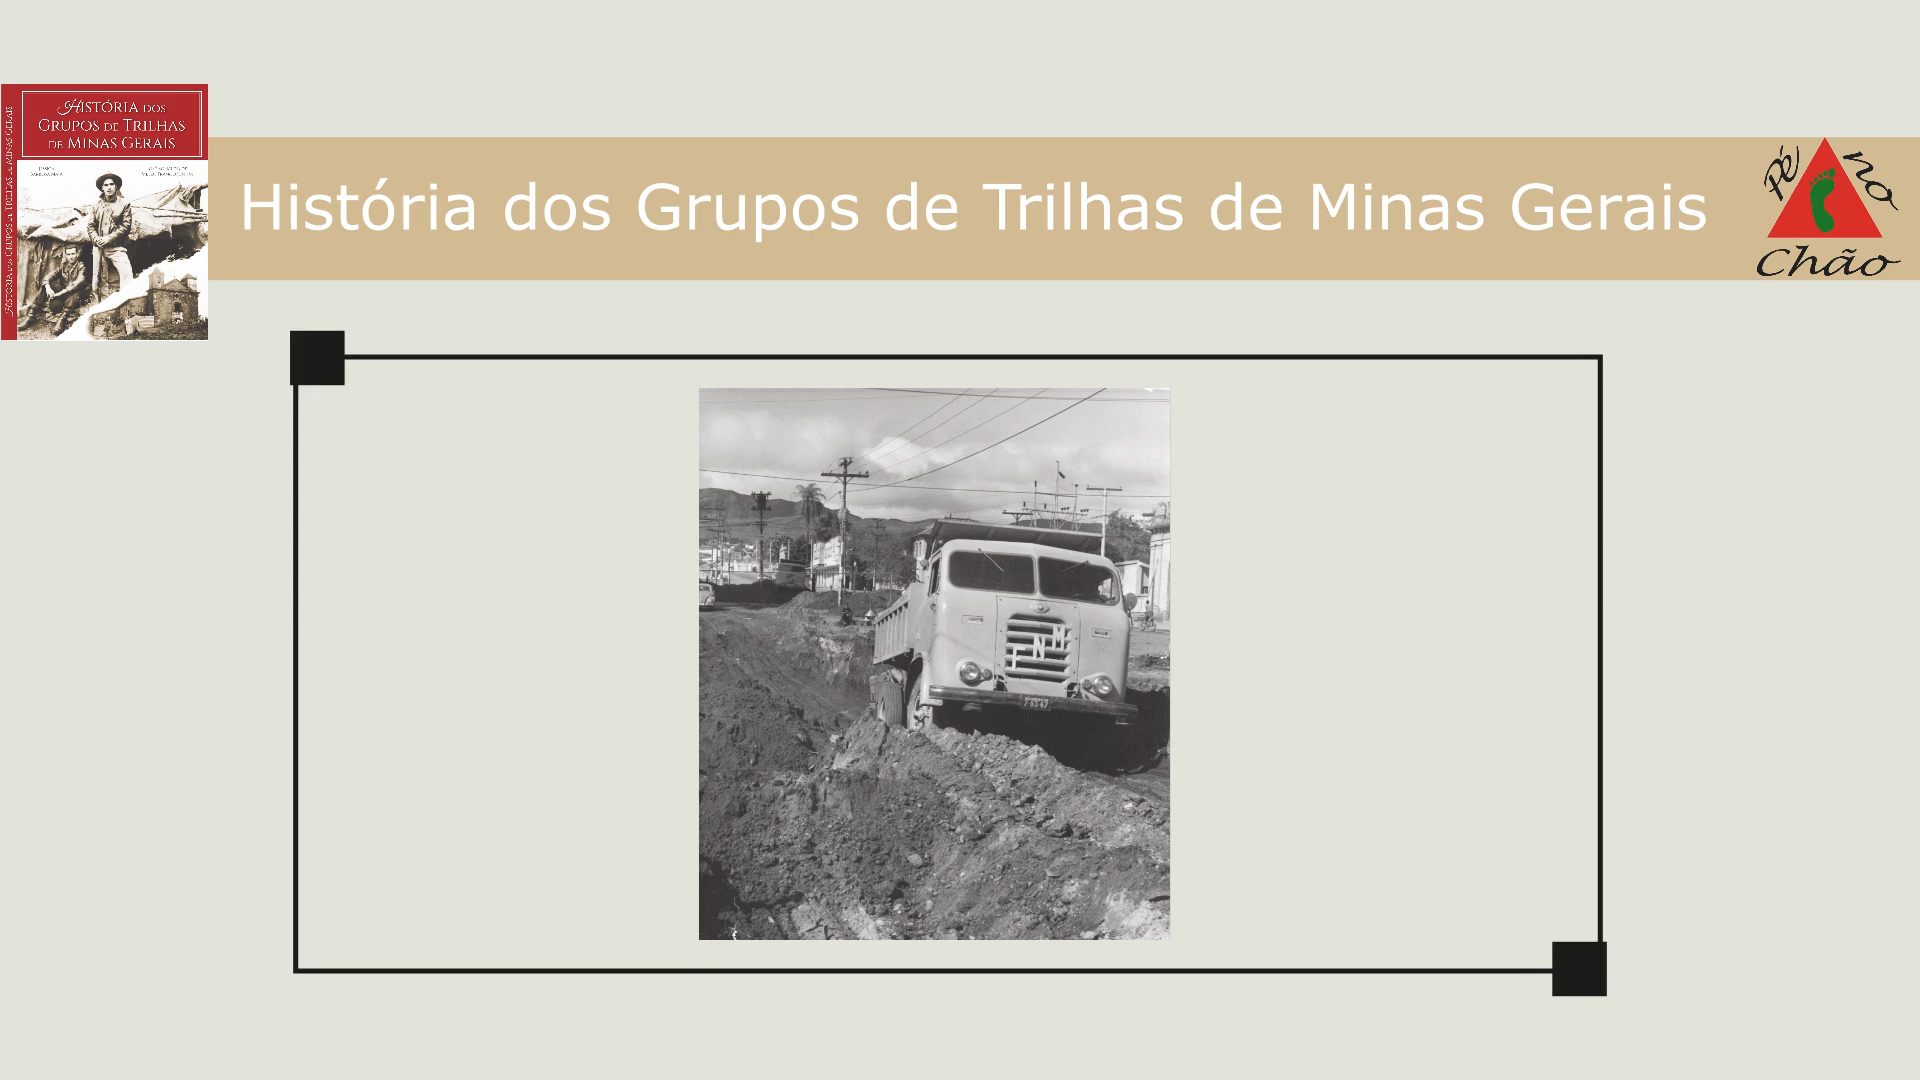 HISTÓRIA DOS
GRUPOS DE TRILHAS
DE MINAS GERAIS
HISTÓRIA DOS GRUPOS DE TRILHAS DE MINAS GERAIS
História dos Grupos de Trilhas de Minas Gerais
Pé no
Chão
FNM